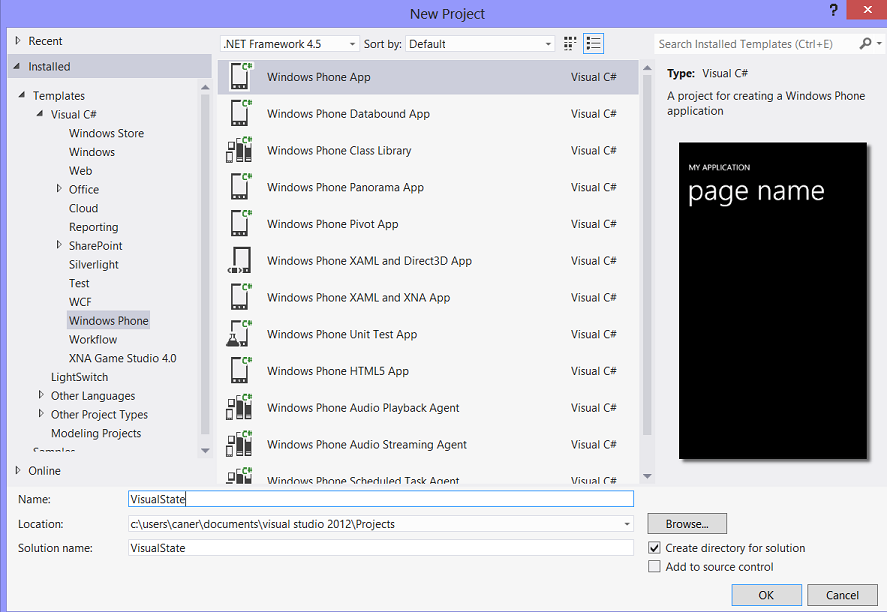 New Project
?
Recent
Installed
Templates
Visual C#
Windows Store
Windows
Web
Office
Cloud
Reporting
SharePoint
Silverlight
Test
WCF
Windows Phone
Workflow
XNA Game Studio 4.0
LightSwitch
Other Languages
Other Project Types
Modeling Projects
Samples
Online
.NET Framework 4.5 Sort by: Default
Windows Phone App Visual C#
Windows Phone Databound App Visual C#
Windows Phone Class Library Visual C#
Windows Phone Panorama App Visual C#
Windows Phone Pivot App Visual C#
Windows Phone XAML and Direct3D App Visual C#
Windows Phone XAML and XNA App Visual C#
Windows Phone Unit Test App Visual C#
Windows Phone HTML5 App Visual C#
Windows Phone Audio Playback Agent Visual C#
Windows Phone Audio Streaming Agent Visual C#
Windows Phone Scheduled Task Agent Visual C#
Search Installed Templates (Ctrl+E)
Type: Visual C#
A project for creating a Windows Phone
application
MY APPLICATION
page name
Name: VisualState
Location: c:\users\caner\documents\visual studio 2012\Projects
Browse...
Solution name: VisualState
Create directory for solution
Add to source control
OK Cancel